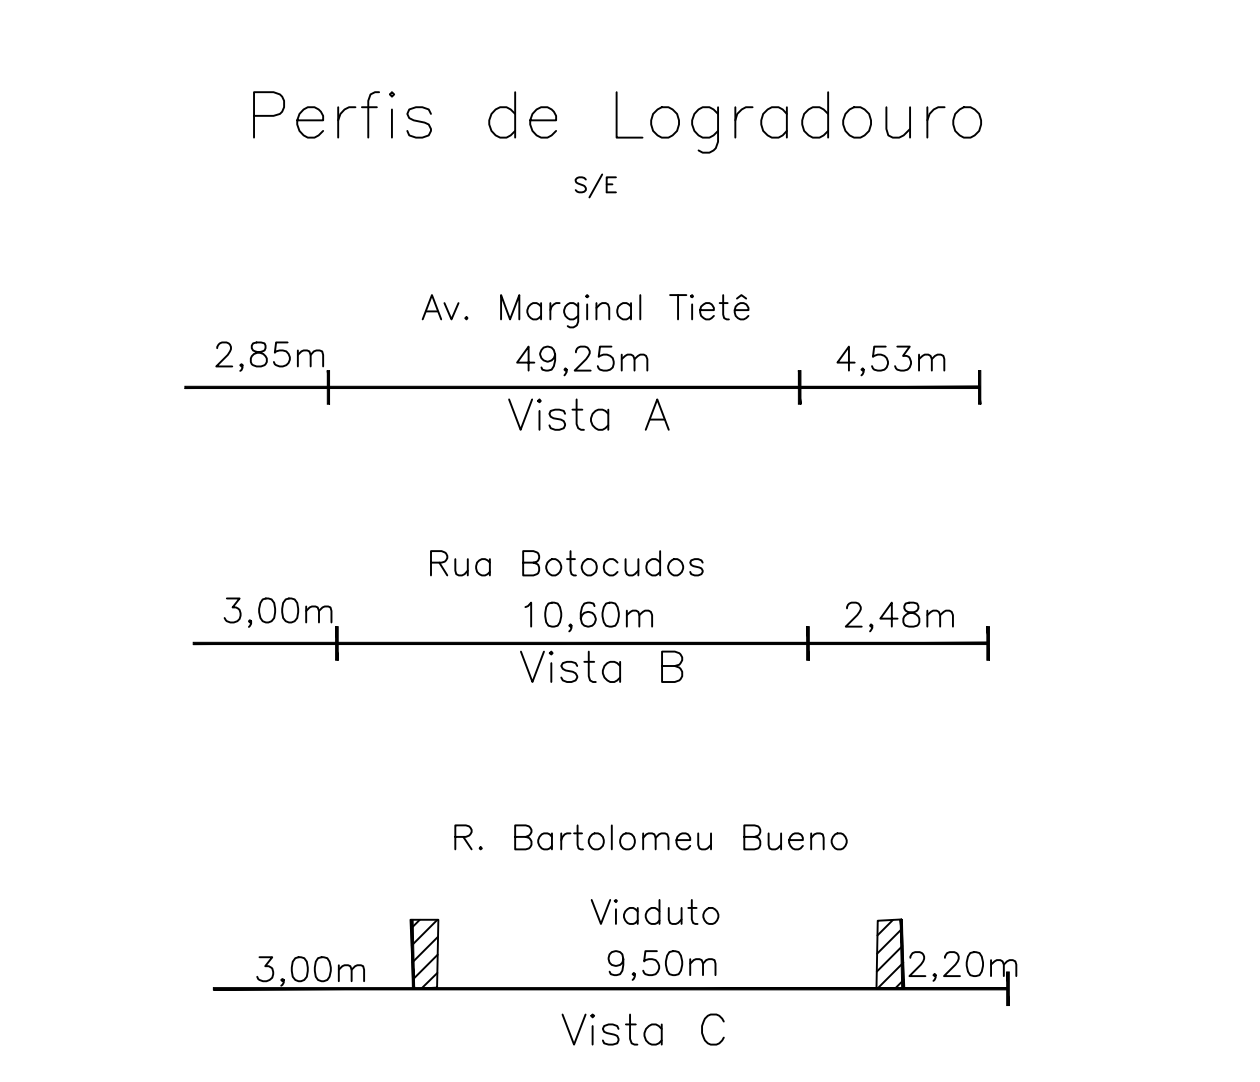 Perfis de Logradouro
S/E
Av. Marginal Tietê
2,85m 49,25m 4,53m
Vista A
Rua Botocudos
3,00m 10,60m 2,48m
Vista B
R. Bartolomeu Bueno
Viaduto
3,00m 9,50m 2,20m
Vista C